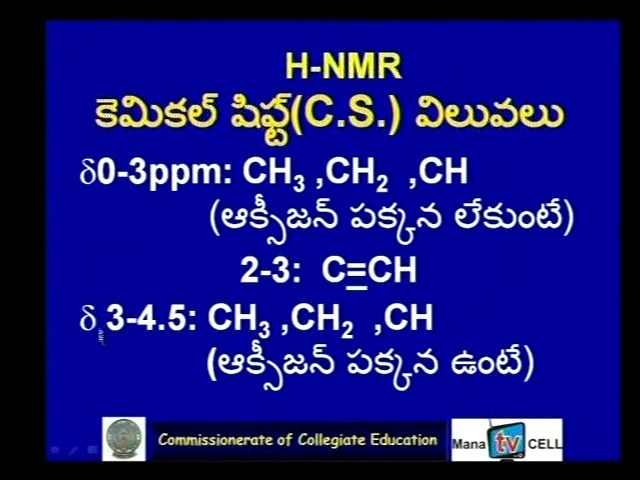 H-NMR
కెమికల్ షిఫ్ట్(C.S.) విలువలు
δ0-3ppm: CH₃ ,CH₂ ,CH
(ఆక్సీజన్ పక్కన లేకుంటే)
2-3: C≡CH
δ 3-4.5: CH₃ ,CH₂ ,CH
(ఆక్సీజన్ పక్కన ఉంటే)
Commissionerate of Collegiate Education
Mana tv CELL